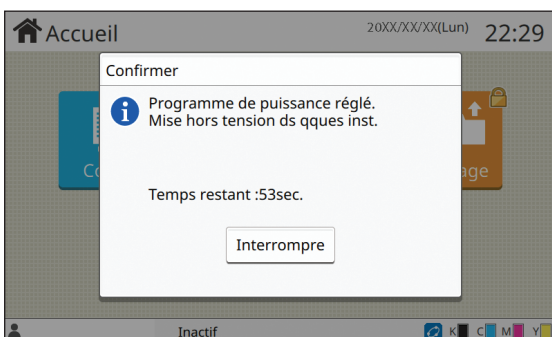 Accueil
20XX/XX/XX(Lun) 22:29
Confirmer
Programme de puissance réglé.
Mise hors tension ds qques inst.
Temps restant :53sec.
Interrompre
Inactif
K C M Y